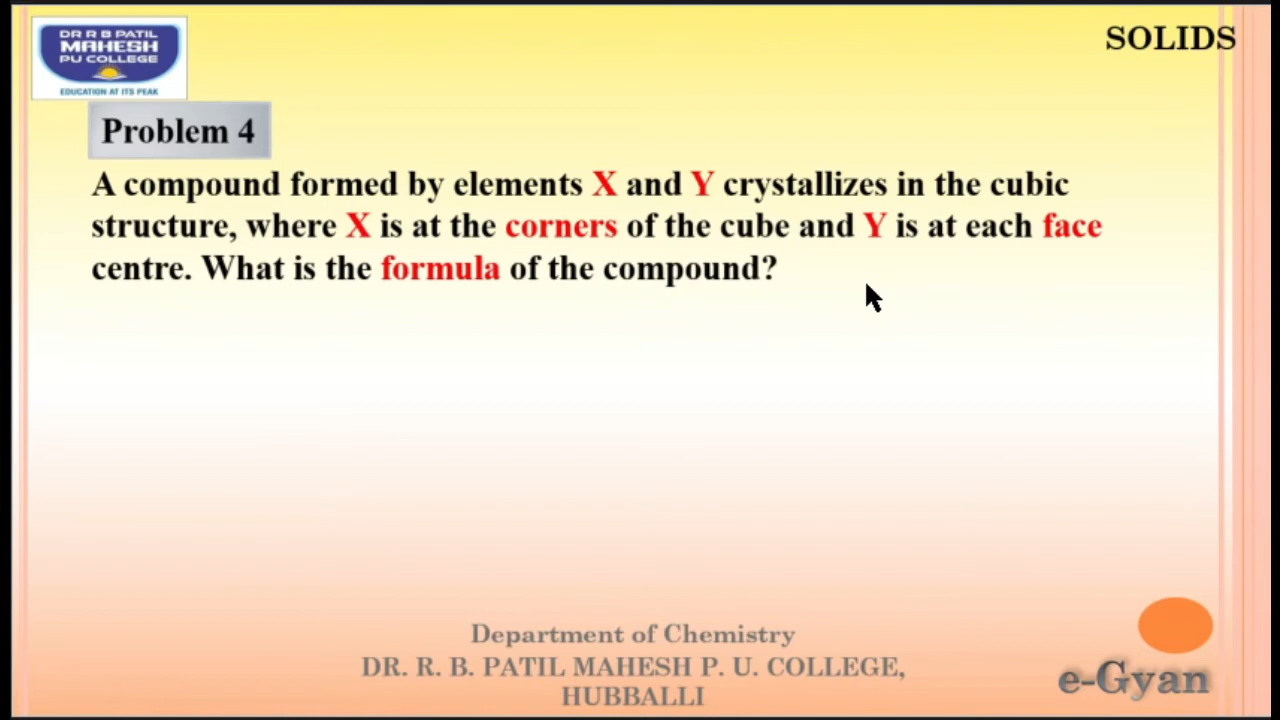 DR R B PATIL
MAHESH
PU COLLEGE
EDUCATION AT ITS PEAK
SOLIDS
Problem 4
A compound formed by elements X and Y crystallizes in the cubic
structure, where X is at the corners of the cube and Y is at each face
centre. What is the formula of the compound?
Department of Chemistry
DR. R. B. PATIL MAHESH P. U. COLLEGE,
HUBBALLI
e-Gyan